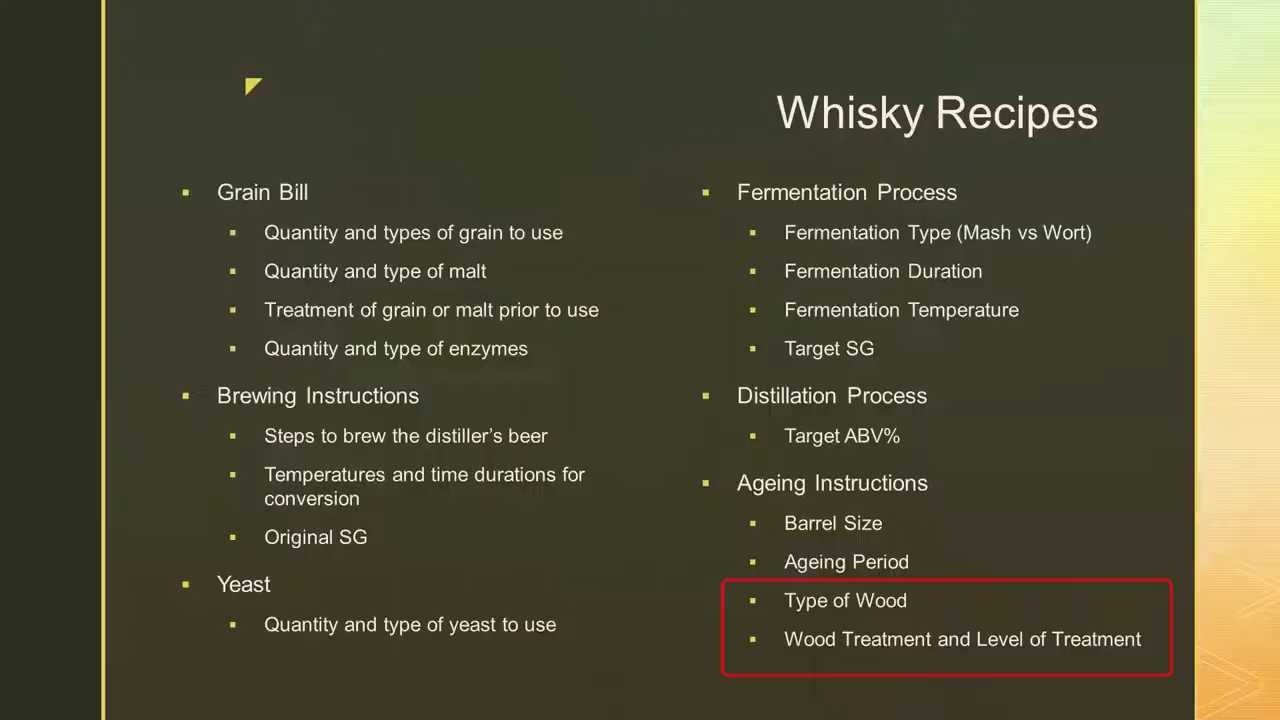 Whisky Recipes
Grain Bill
Quantity and types of grain to use
Quantity and type of malt
Treatment of grain or malt prior to use
Quantity and type of enzymes
Brewing Instructions
Steps to brew the distiller's beer
Temperatures and time durations for
conversion
Original SG
Yeast
Quantity and type of yeast to use
Fermentation Process
Fermentation Type (Mash vs Wort)
Fermentation Duration
Fermentation Temperature
Target SG
Distillation Process
Target ABV%
Ageing Instructions
Barrel Size
Ageing Period
Type of Wood
Wood Treatment and Level of Treatment